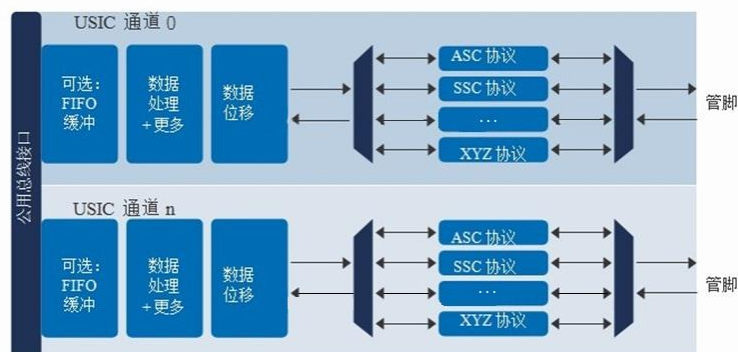 公用总线接口
USIC 通道 0
可选：
FIFO
缓冲
数据
处理
+更多
数据
位移
ASC 协议
SSC 协议
...
XYZ 协议
管脚
USIC 通道 n
可选：
FIFO
缓冲
数据
处理
+更多
数据
位移
ASC 协议
SSC 协议
...
XYZ 协议
管脚